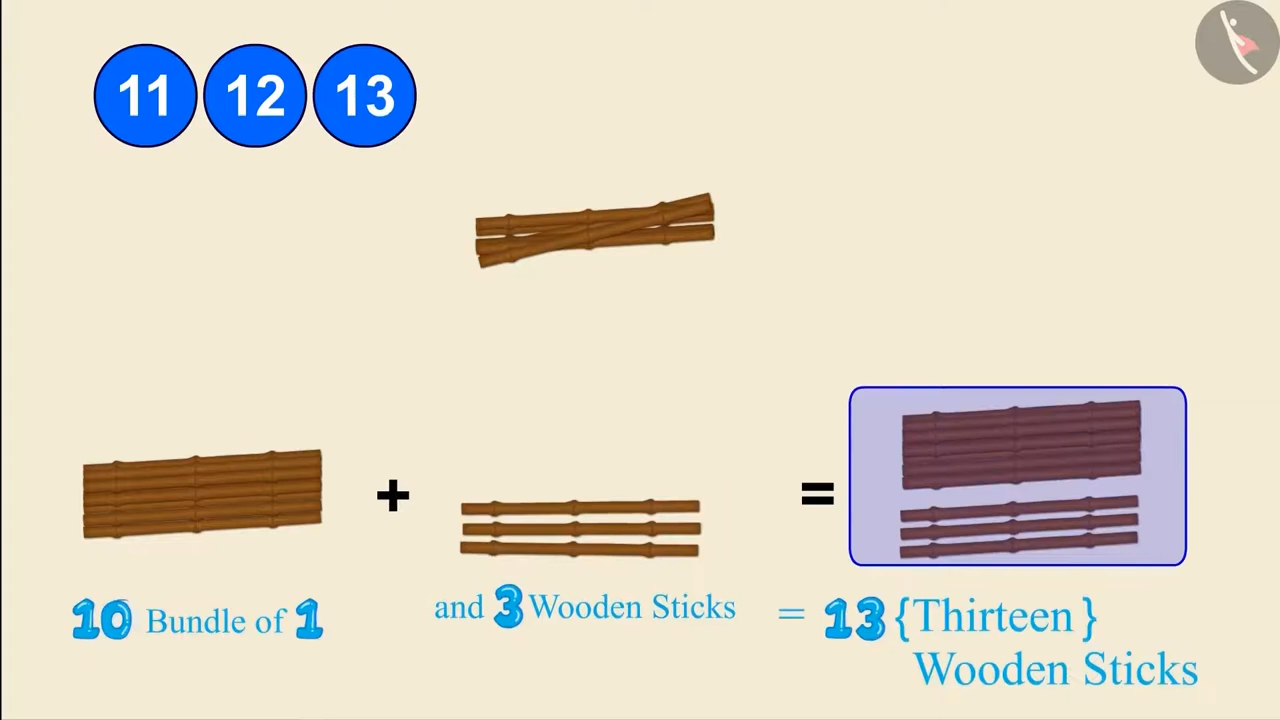 11 12 13
+ =
10 Bundle of 1 and 3 Wooden Sticks = 13 {Thirteen}
Wooden Sticks